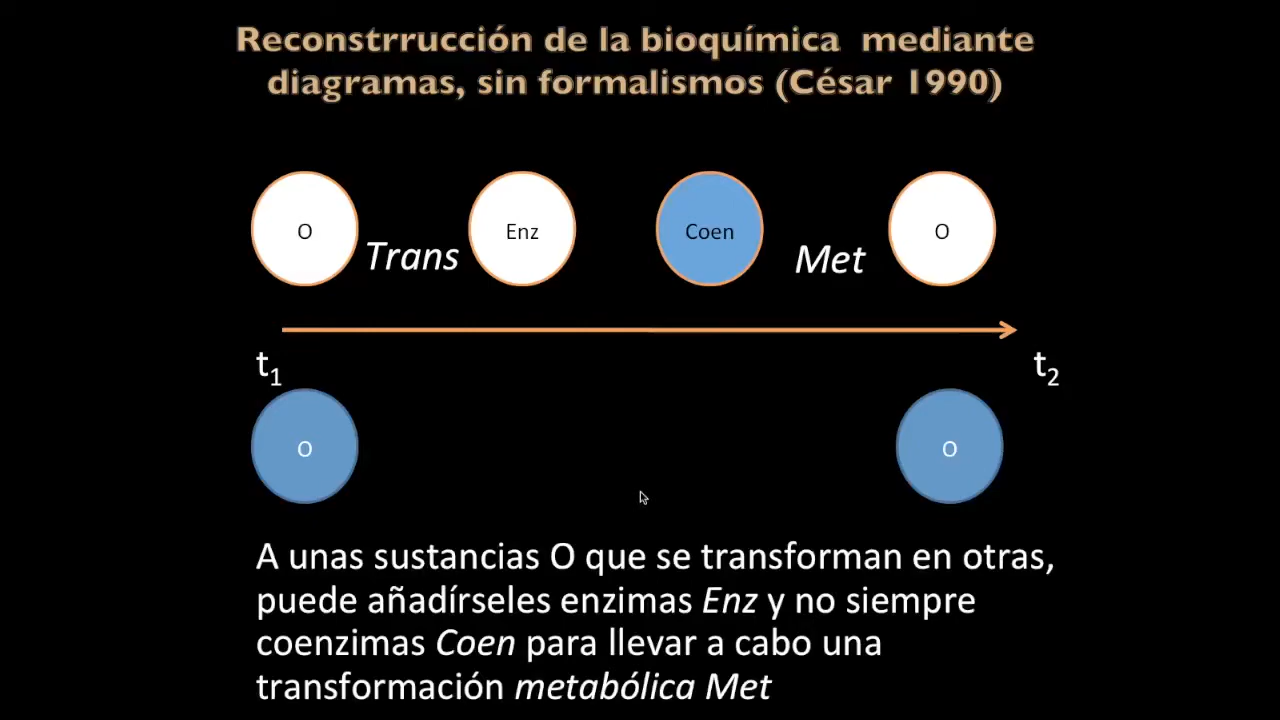 Reconstrrucción de la bioquímica mediante
diagramas, sin formalismos (César 1990)
O
Trans
Enz
Coen
Met
O
t1
t2
O
O
A unas sustancias O que se transforman en otras,
puede añadírseles enzimas Enz y no siempre
coenzimas Coen para llevar a cabo una
transformación metabólica Met